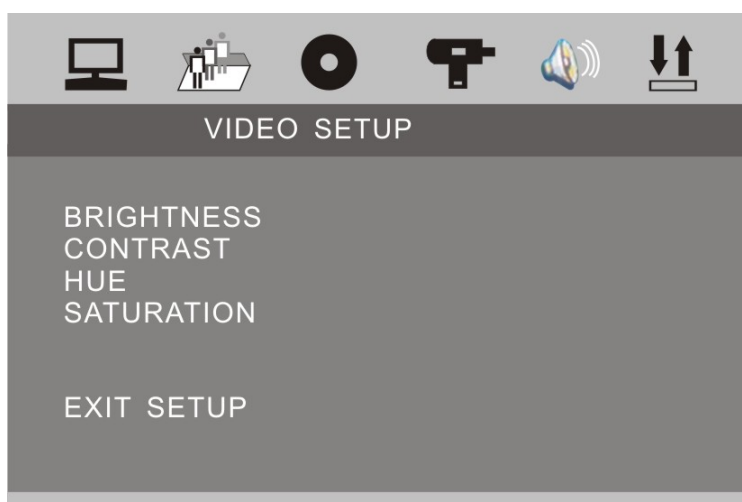 VIDEO SETUP
BRIGHTNESS
CONTRAST
HUE
SATURATION
EXIT SETUP